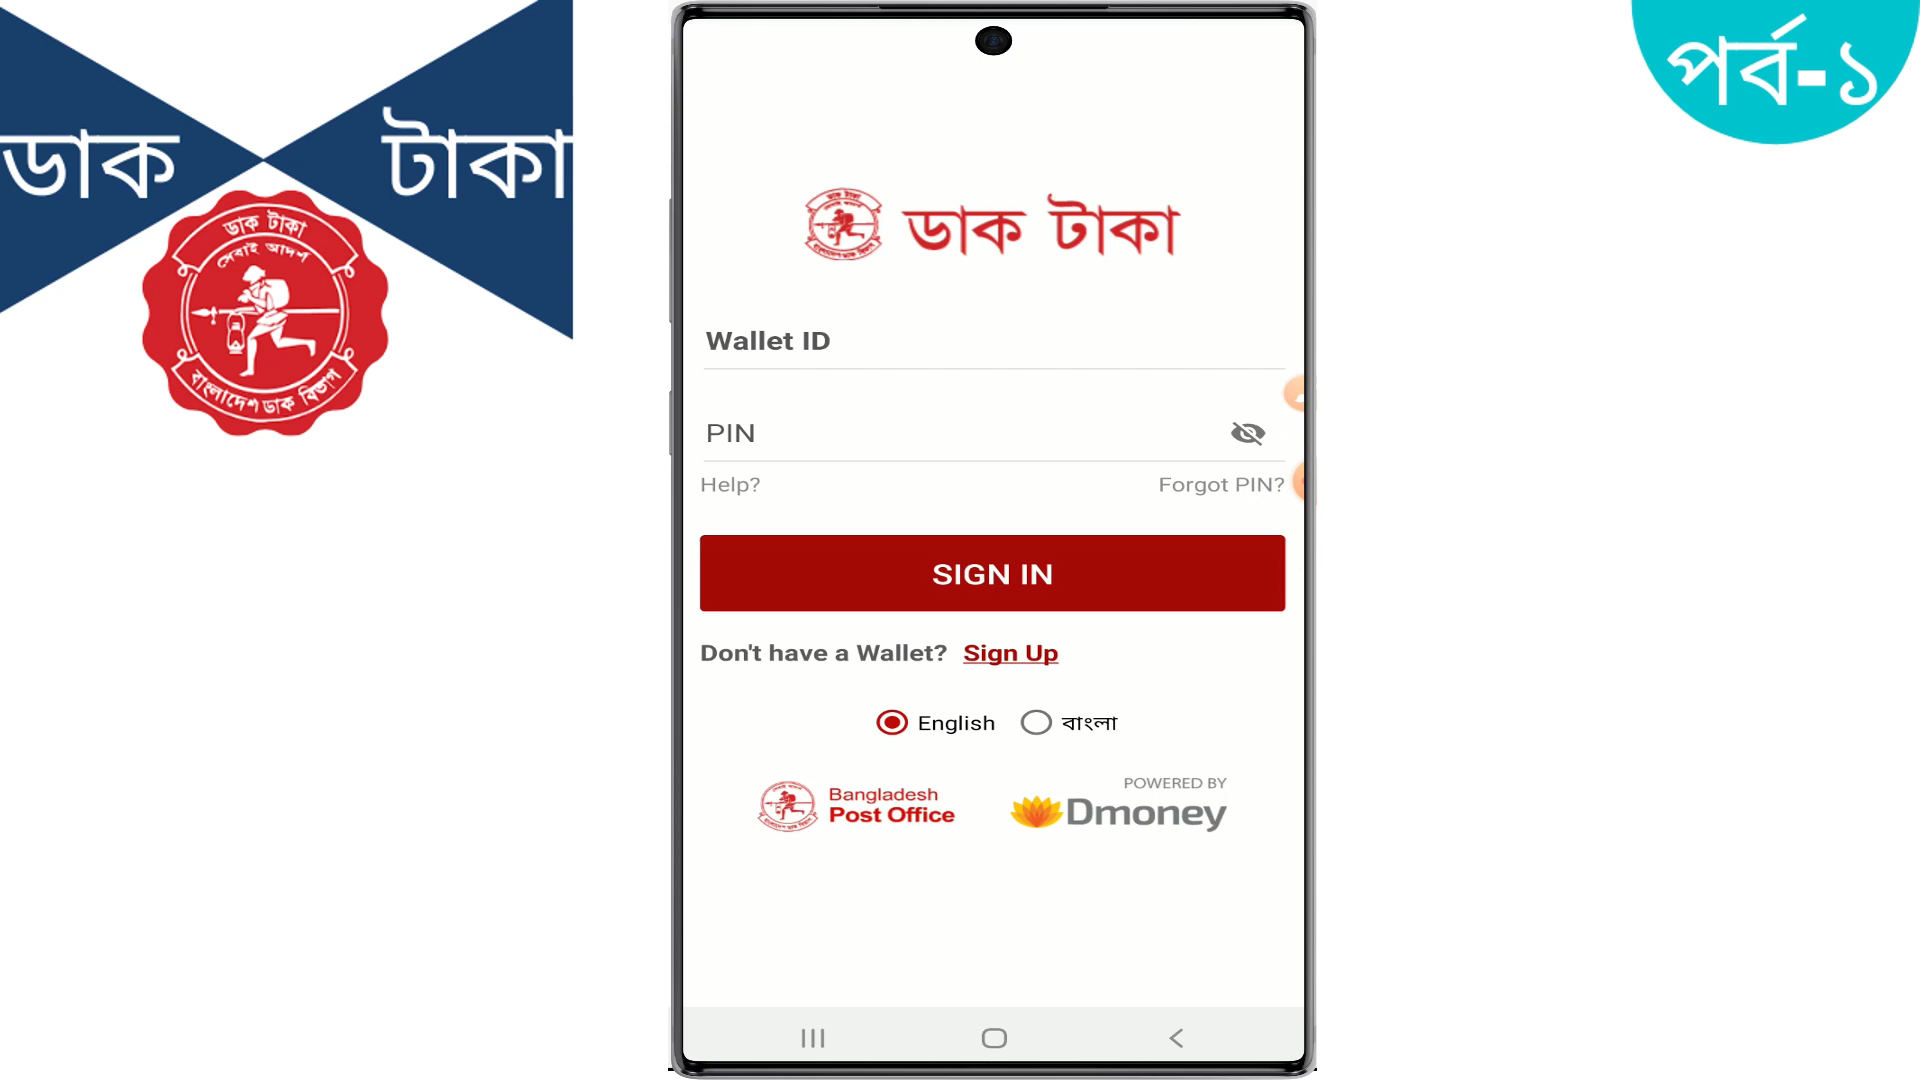 ডাক টাকা
পর্ব-১
ডাক টাকা
সেবাই আদর্শ
বাংলাদেশ ডাক বিভাগ
ডাক টাকা
Wallet ID
PIN
Help? Forgot PIN?
SIGN IN
Don't have a Wallet? Sign Up
English বাংলা
Bangladesh
Post Office
POWERED BY
Dmoney